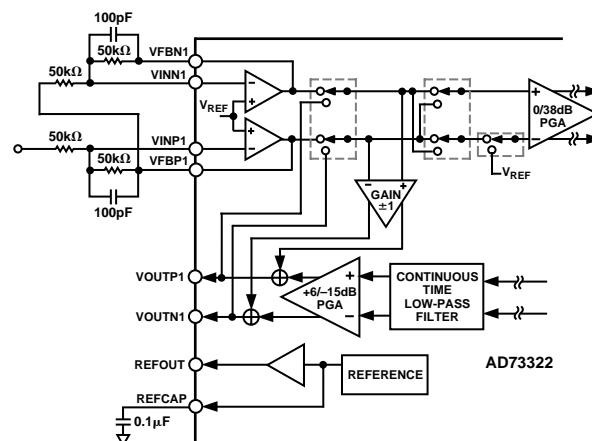 100pF
50kΩ
VFBN1
50kΩ
VINN1
VREF
50kΩ
VINP1
50kΩ
VFBP1
100pF
0/38dB
PGA
VREF
GAIN
±1
VOUTP1
+6/–15dB
PGA
CONTINUOUS
TIME
LOW-PASS
FILTER
VOUTN1
REFOUT
REFERENCE
AD73322
REFCAP
0.1μF